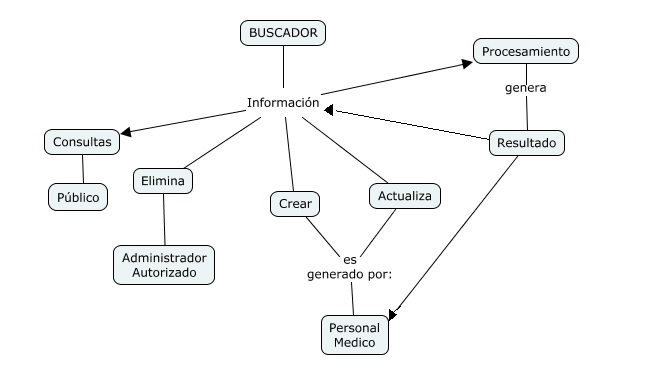 BUSCADOR
Procesamiento
genera
Información
Consultas
Resultado
Elimina
Público
Crear
Actualiza
Administrador
Autorizado
es
generado por:
Personal
Medico